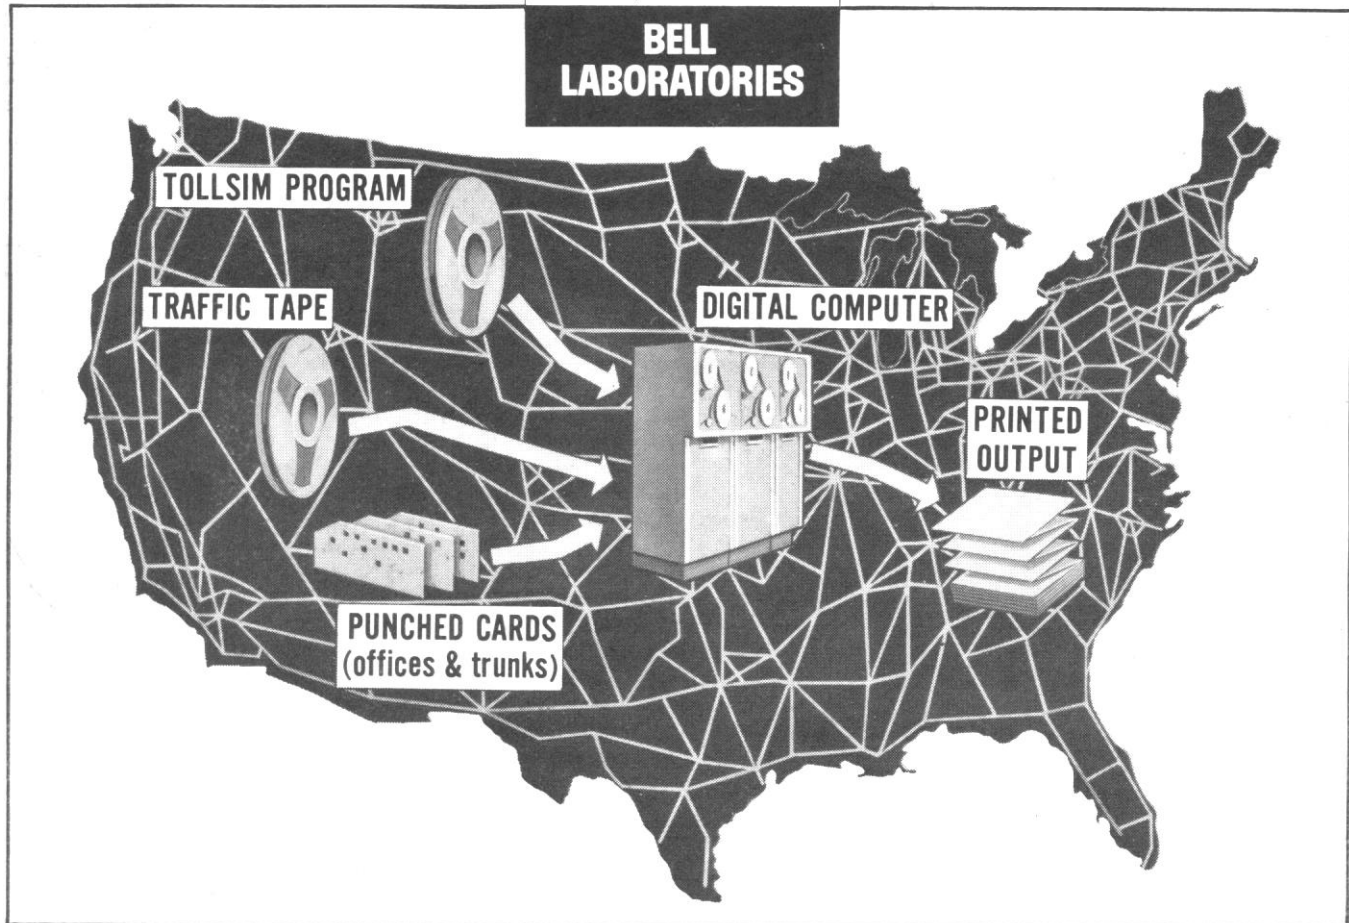 BELL
LABORATORIES
TOLLSIM PROGRAM
TRAFFIC TAPE
DIGITAL COMPUTER
PRINTED
OUTPUT
PUNCHED CARDS
(offices & trunks)